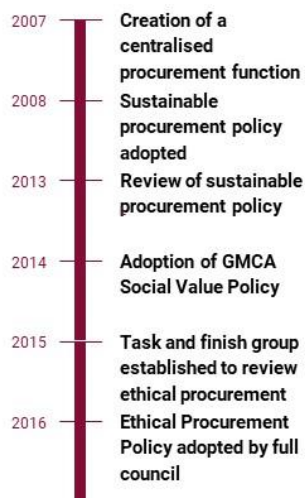 2007 Creation of a
centralised
procurement function
2008 Sustainable
procurement policy
adopted
2013 Review of sustainable
procurement policy
2014 Adoption of GMCA
Social Value Policy
2015 Task and finish group
established to review
ethical procurement
2016 Ethical Procurement
Policy adopted by full
council